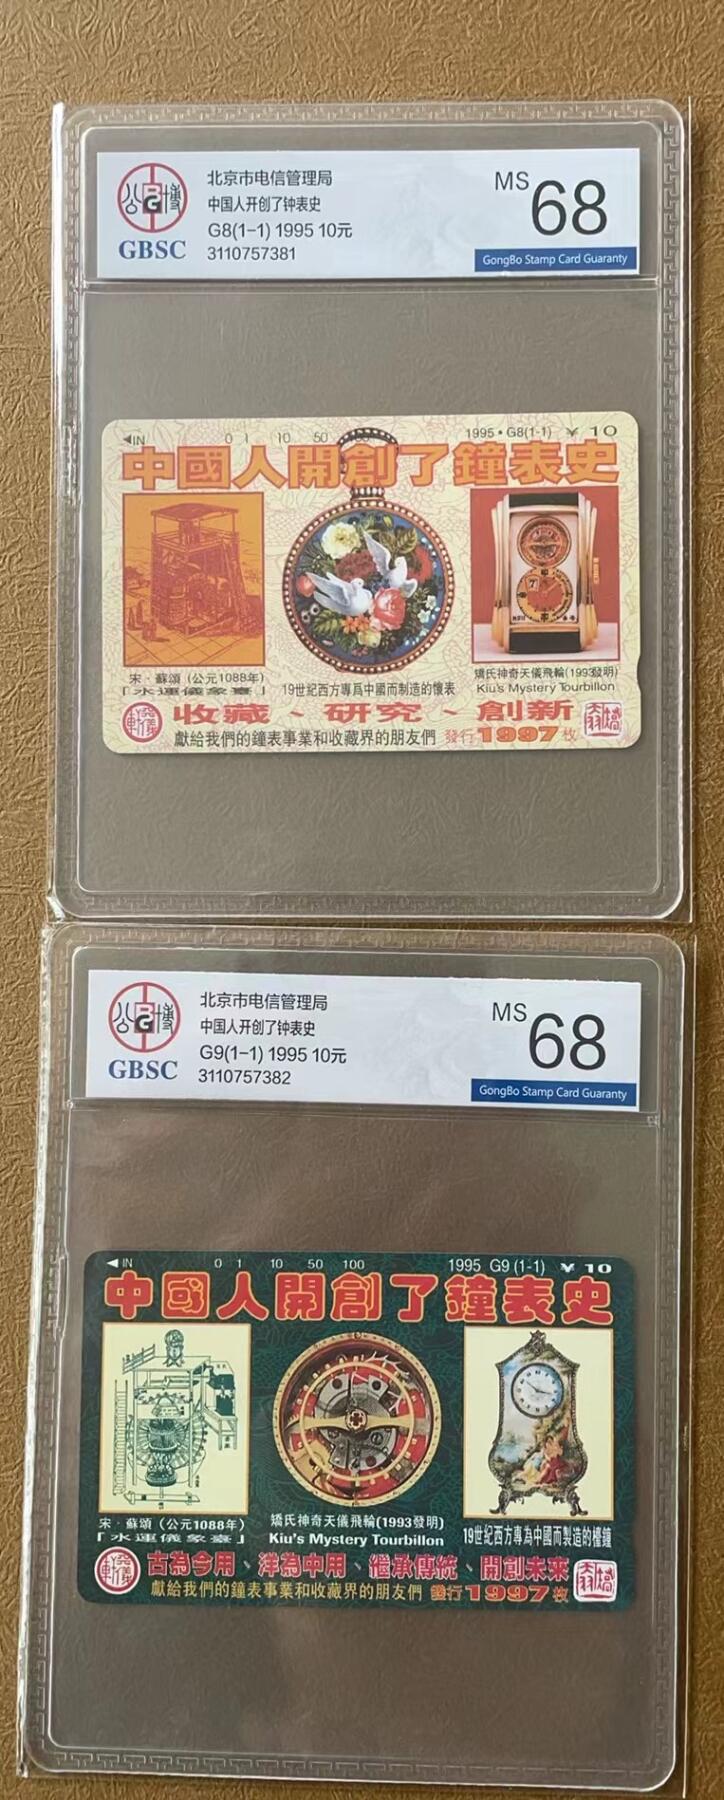 公博
BG
GBSC
北京市电信管理局
中国人开创了钟表史
G8(1-1) 1995 10元
3110757381
MS 68
GongBo Stamp Card Guaranty
◀IN 0 1 10 50 100 1995・G8(1-1) ¥ 10
中國人開創了鐘表史
宋·蘇頌(公元1088年)
「水運儀象臺」
19世紀西方專爲中國而制造的懷表
矯氏神奇天儀飛輪(1993發明)
Kiu's Mystery Tourbillon
收藏、研究、創新
獻給我們的鐘表事業和收藏界的朋友們 發行1997枚
公博
BG
GBSC
北京市电信管理局
中国人开创了钟表史
G9(1-1) 1995 10元
3110757382
MS 68
GongBo Stamp Card Guaranty
◀IN 0 1 10 50 100 1995 G9 (1-1) ¥ 10
中國人開創了鐘表史
宋·蘇頌(公元1088年)
「水運儀象臺」
矯氏神奇天儀飛輪(1993發明)
Kiu's Mystery Tourbillon
19世紀西方專為中國而製造的檯鐘
古為今用、洋為中用、繼承傳統、開創未來
獻給我們的鐘表事業和收藏界的朋友們 發行1997枚